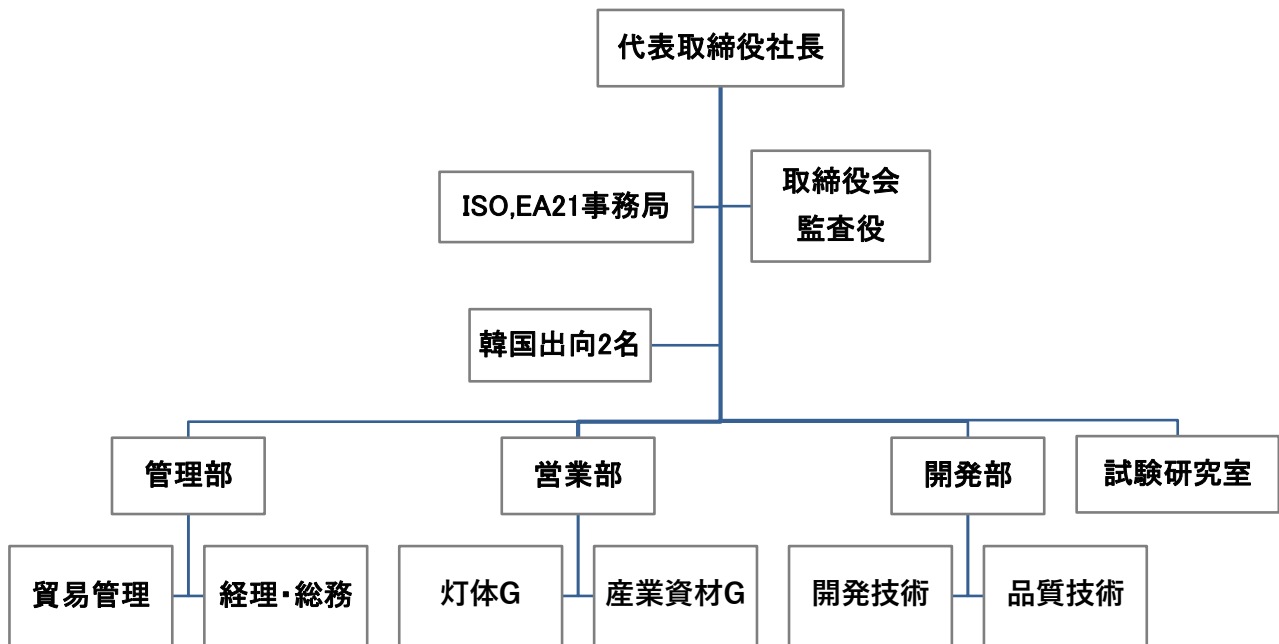 代表取締役社長
取締役会
監査役
ISO,EA21事務局
韓国出向2名
管理部
営業部
開発部
試験研究室
貿易管理
経理・総務
灯体G
産業資材G
開発技術
品質技術